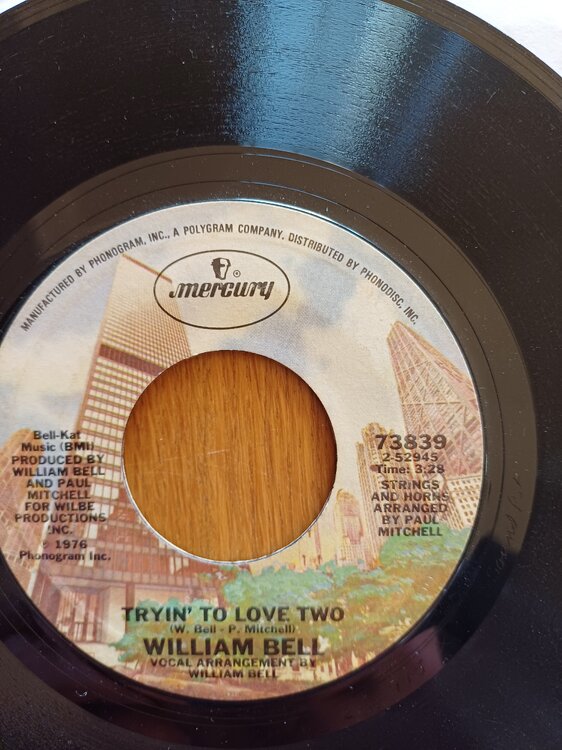 MANUFACTURED BY PHONOGRAM, INC., A POLYGRAM COMPANY. DISTRIBUTED BY PHONODISC, INC.
®
mercury
Bell-Kat
Music (BMI)
PRODUCED BY
WILLIAM BELL
AND PAUL
MITCHELL
FOR WILBE
PRODUCTIONS
INC.
℗ 1976
Phonogram Inc.
73839
2-52945
Time: 3:28
STRINGS
AND HORNS
ARRANGED
BY PAUL
MITCHELL
TRYIN' TO LOVE TWO
(W. Bell - P. Mitchell)
WILLIAM BELL
VOCAL ARRANGEMENT BY
WILLIAM BELL